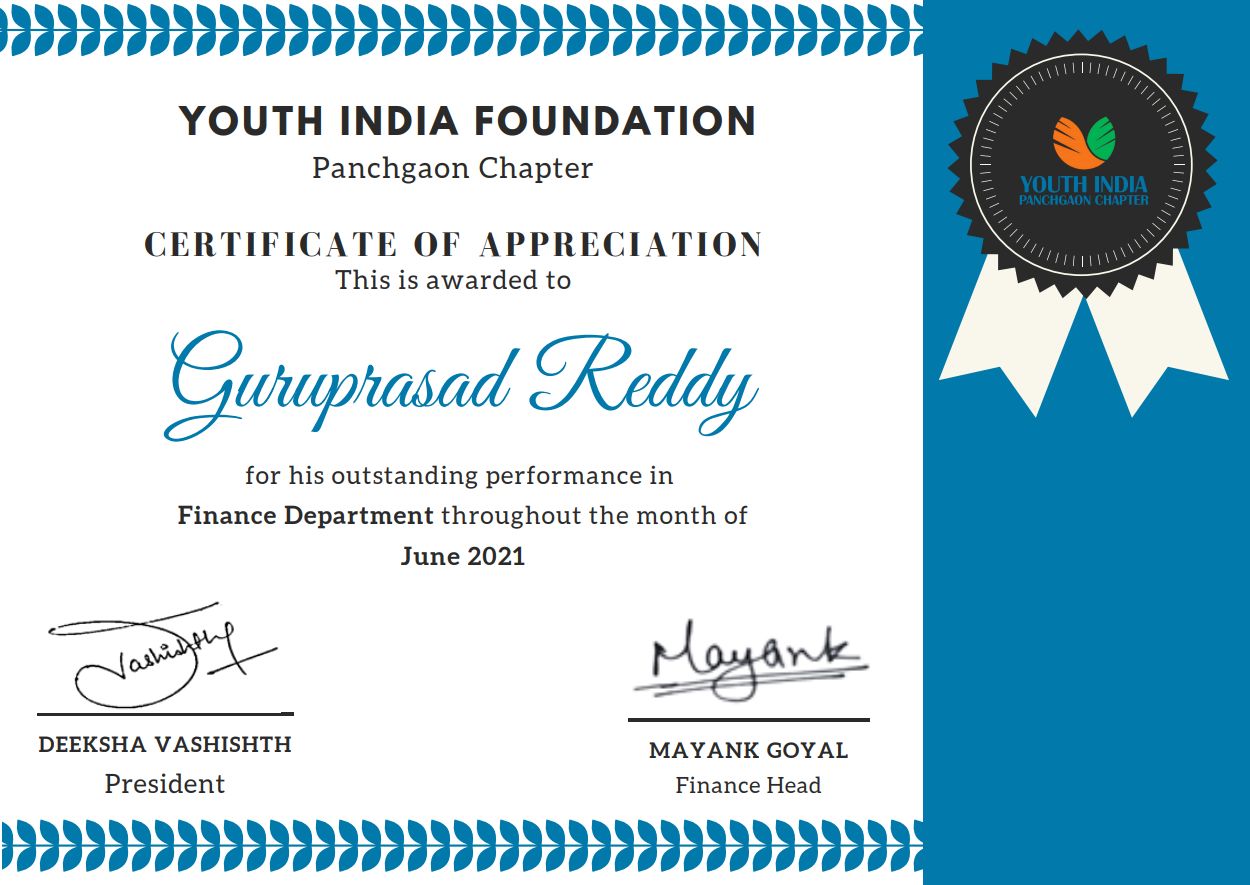 YOUTH INDIA FOUNDATION
Panchgaon Chapter
CERTIFICATE OF APPRECIATION
This is awarded to
Guruprasad Reddy
for his outstanding performance in
Finance Department throughout the month of
June 2021
Vashishth
DEEKSHA VASHISHTH
President
Mayank
MAYANK GOYAL
Finance Head
YOUTH INDIA
PANCHGAON CHAPTER